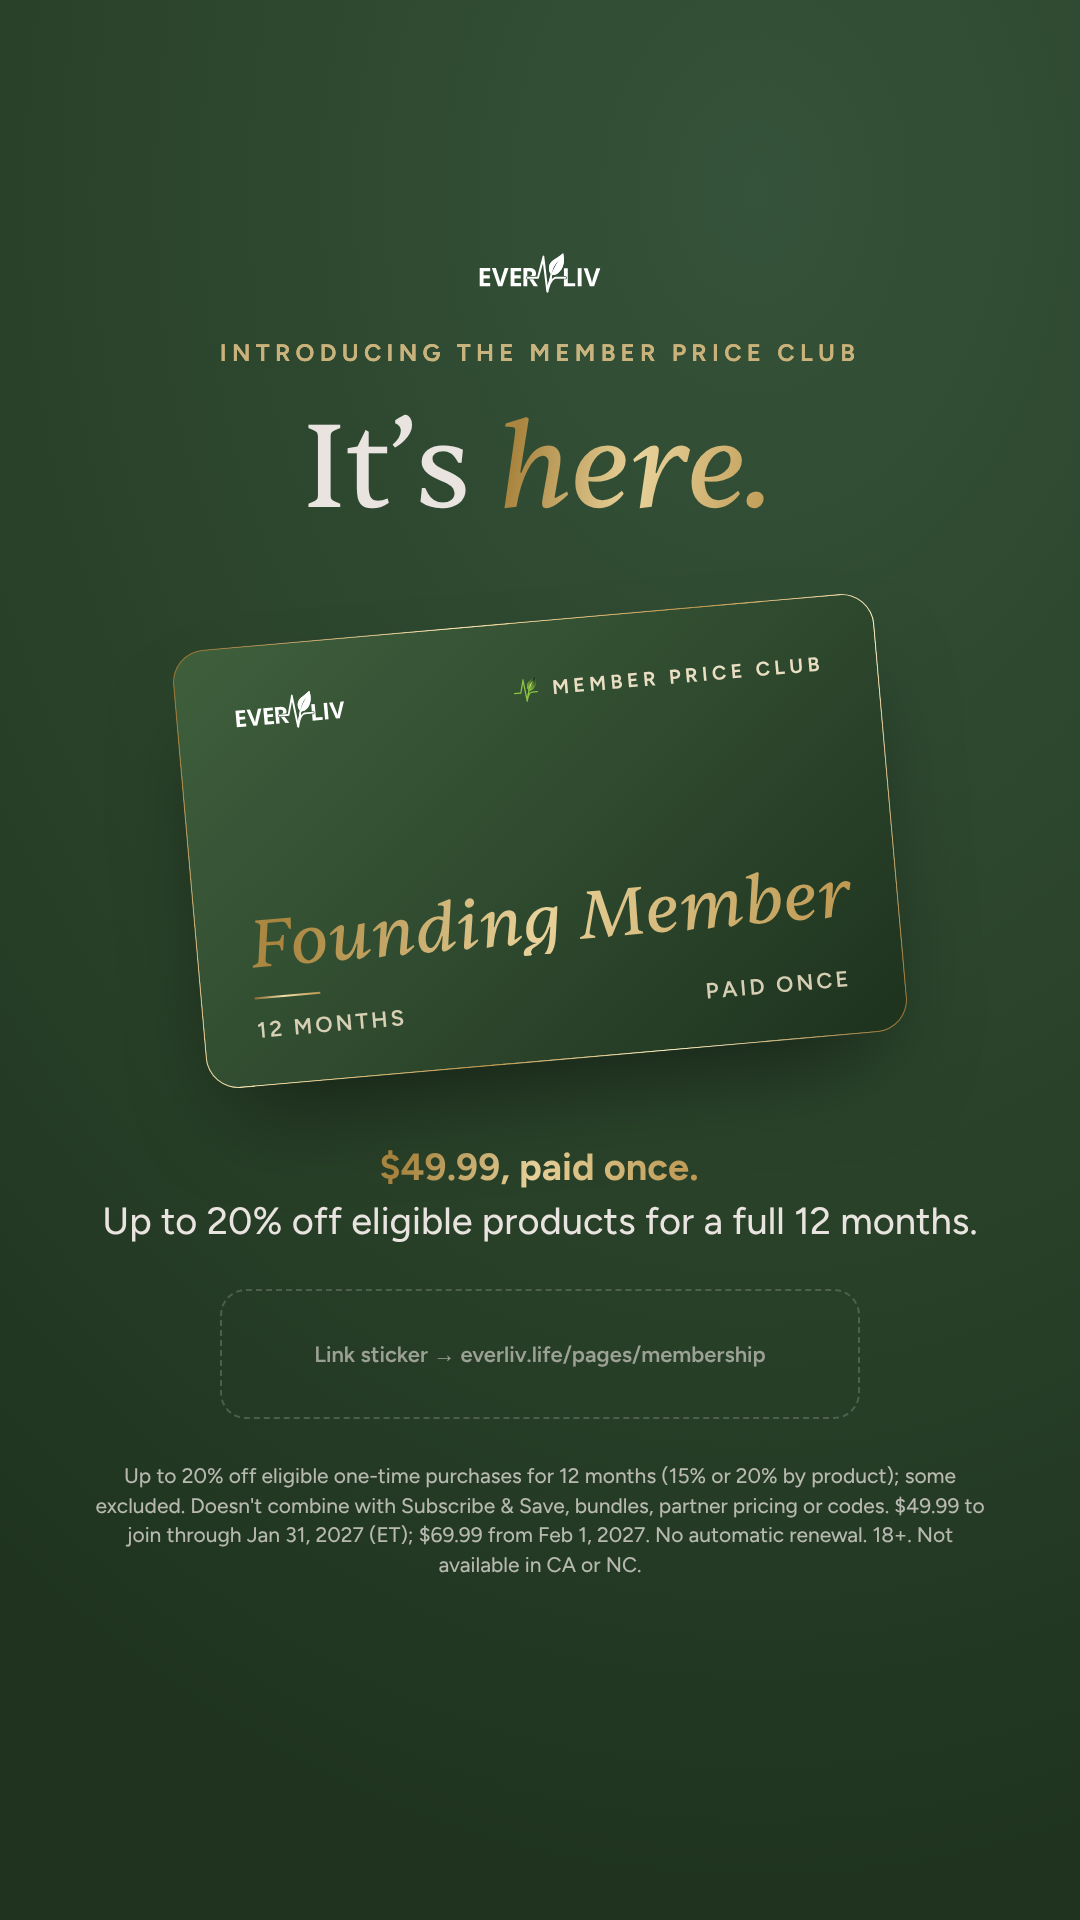 EVER LIV
INTRODUCING THE MEMBER PRICE CLUB
It’s here.
EVER LIV
MEMBER PRICE CLUB
Founding Member
12 MONTHS
PAID ONCE
$49.99, paid once.
Up to 20% off eligible products for a full 12 months.
Link sticker → everliv.life/pages/membership
Up to 20% off eligible one-time purchases for 12 months (15% or 20% by product); some
excluded. Doesn't combine with Subscribe & Save, bundles, partner pricing or codes. $49.99 to
join through Jan 31, 2027 (ET); $69.99 from Feb 1, 2027. No automatic renewal. 18+. Not
available in CA or NC.